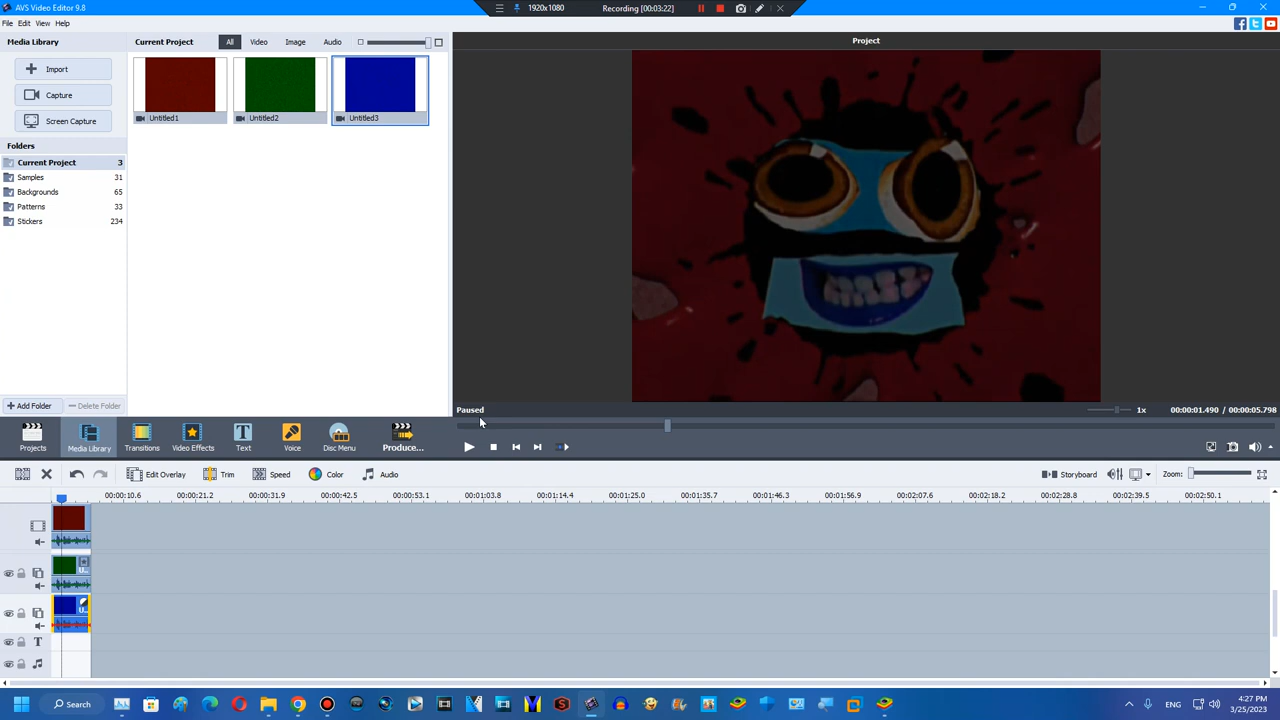 AVS Video Editor 9.8
1920x1080
Recording [00:03:22]
File Edit View Help
Media Library
Current Project
All
Video
Image
Audio
Project
Import
Capture
Screen Capture
Untitled1
Untitled2
Untitled3
Folders
Current Project 3
Samples 31
Backgrounds 65
Patterns 33
Stickers 234
Add Folder
Delete Folder
Paused
1x
00:00:01.490 / 00:00:05.798
Projects
Media Library
Transitions
Video Effects
Text
Voice
Disc Menu
Produce...
Edit Overlay
Trim
Speed
Color
Audio
Storyboard
Zoom:
00:00:10.6 00:00:21.2 00:00:31.9 00:00:42.5 00:00:53.1 00:01:03.8 00:01:14.4 00:01:25.0 00:01:35.7 00:01:46.3 00:01:56.9 00:02:07.6 00:02:18.2 00:02:28.8 00:02:39.5 00:02:50.1
U...
U...
T
Search
ENG
4:27 PM
3/25/2023